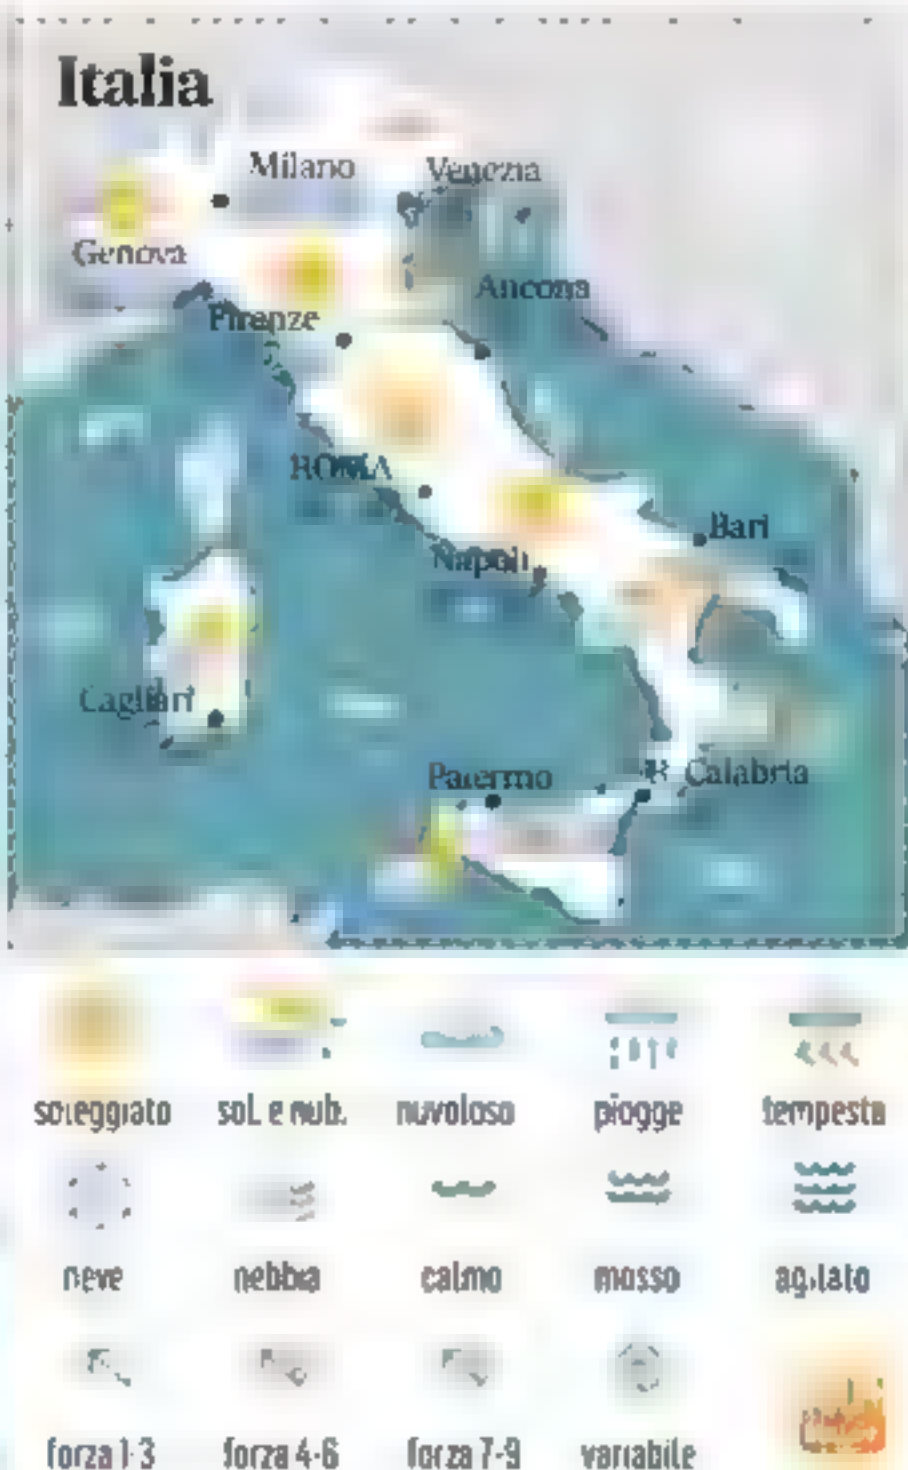 Italia
Milano
Venezia
Genova
Ancona
Firenze
ROMA
Bari
Napoli
Cagliari
Palermo
R. Calabria
soleggiato sol. e nub. nuvoloso piogge tempesta
neve nebbia calmo mosso agitato
forza 1-3 forza 4-6 forza 7-9 variabile